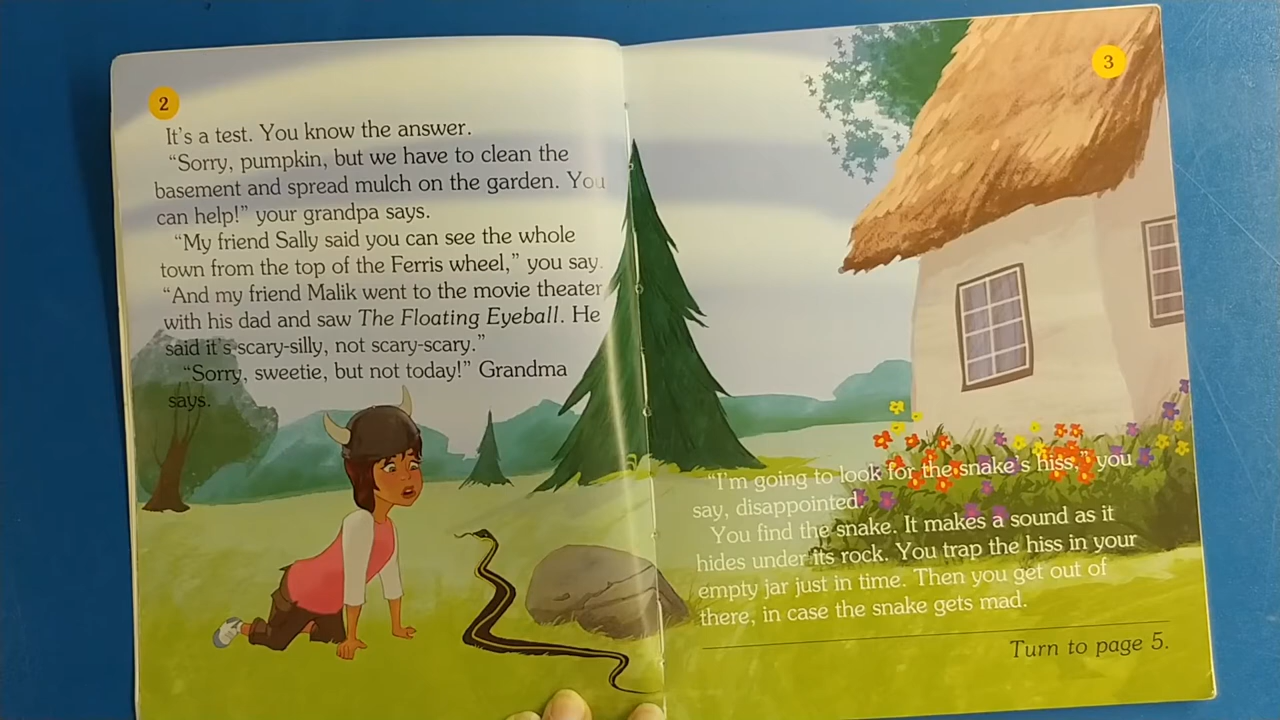 2
It's a test. You know the answer.
"Sorry, pumpkin, but we have to clean the
basement and spread mulch on the garden. You
can help!" your grandpa says.
"My friend Sally said you can see the whole
town from the top of the Ferris wheel," you say.
"And my friend Malik went to the movie theater
with his dad and saw The Floating Eyeball. He
said it's scary-silly, not scary-scary."
"Sorry, sweetie, but not today!" Grandma
says.
3
"I'm going to look for the snake's hiss," you
say, disappointed.
You find the snake. It makes a sound as it
hides under its rock. You trap the hiss in your
empty jar just in time. Then you get out of
there, in case the snake gets mad.
Turn to page 5.